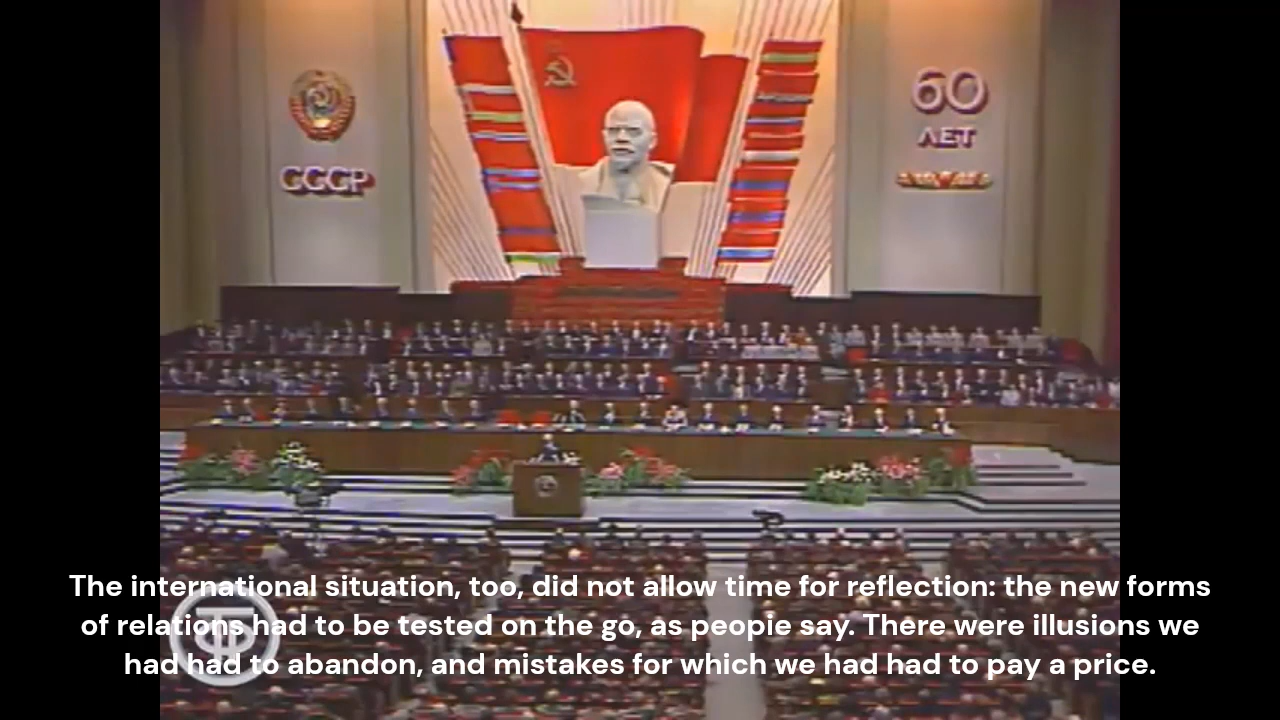 СССР
60
ЛЕТ
The international situation, too, did not allow time for reflection: the new forms
of relations had to be tested on the go, as people say. There were illusions we
had had to abandon, and mistakes for which we had had to pay a price.